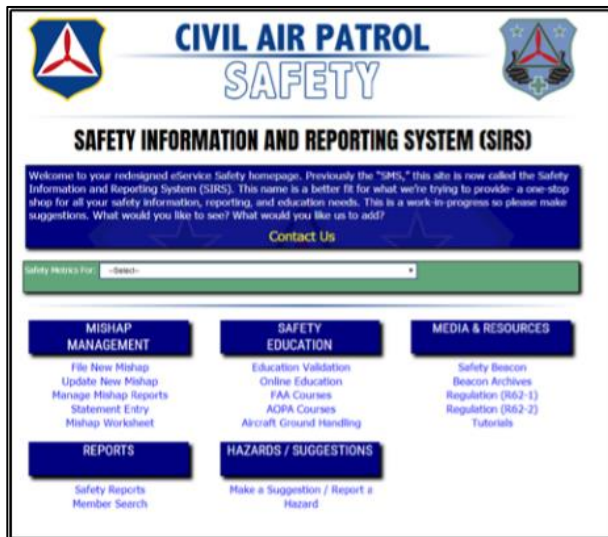 CIVIL AIR PATROL
SAFETY
SAFETY INFORMATION AND REPORTING SYSTEM (SIRS)
Welcome to your redesigned eService Safety homepage. Previously the "SMS," this site is now called the Safety
Information and Reporting System (SIRS). This name is a better fit for what we're trying to provide- a one-stop
shop for all your safety information, reporting, and education needs. This is a work-in-progress so please make
suggestions. What would you like to see? What would you like us to add?
Contact Us
Safety Metrics For: --Select--
MISHAP
MANAGEMENT
File New Mishap
Update New Mishap
Manage Mishap Reports
Statement Entry
Mishap Worksheet
SAFETY
EDUCATION
Education Validation
Online Education
FAA Courses
AOPA Courses
Aircraft Ground Handling
MEDIA & RESOURCES
Safety Beacon
Beacon Archives
Regulation (R62-1)
Regulation (R62-2)
Tutorials
REPORTS
Safety Reports
Member Search
HAZARDS / SUGGESTIONS
Make a Suggestion / Report a
Hazard